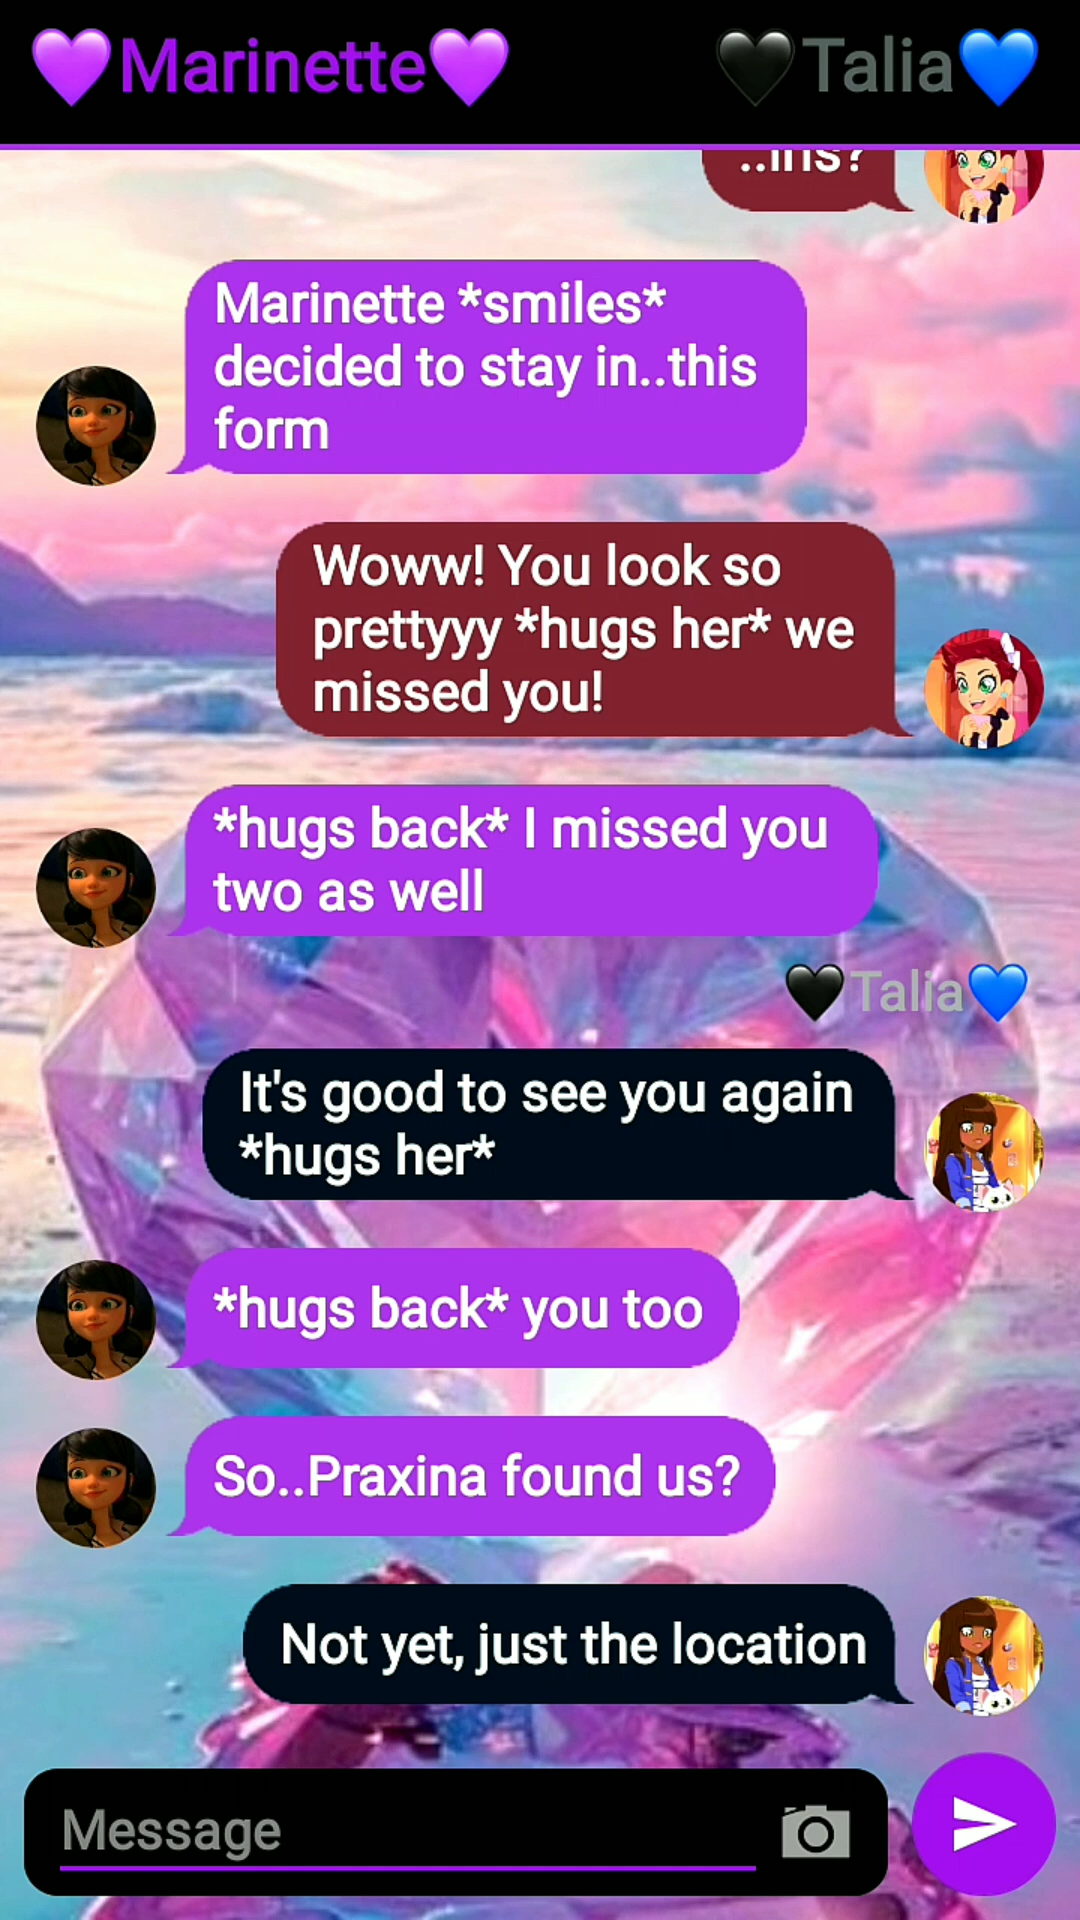 💜Marinette💜 🖤Talia💙
Marinette *smiles*
decided to stay in..this
form
Woww! You look so
prettyyy *hugs her* we
missed you!
*hugs back* I missed you
two as well
🖤Talia💙
It's good to see you again
*hugs her*
*hugs back* you too
So..Praxina found us?
Not yet, just the location
Message